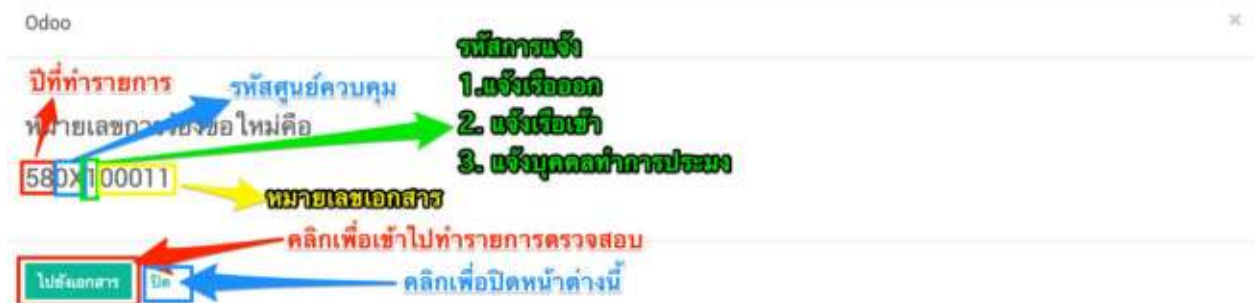 Odoo
รหัสการแจ้ง
ปีที่ทำรายการ
รหัสศูนย์ควบคุม
1.แจ้งเรือออก
หมายเลขการร้องขอ ใหม่คือ
2. แจ้งเรือเข้า
3. แจ้งบุคคลทำการประมง
580X100011
หมายเลขเอกสาร
คลิกเพื่อเข้าไปทำรายการตรวจสอบ
ไปยังเอกสาร
ปิด
คลิกเพื่อปิดหน้าต่างนี้